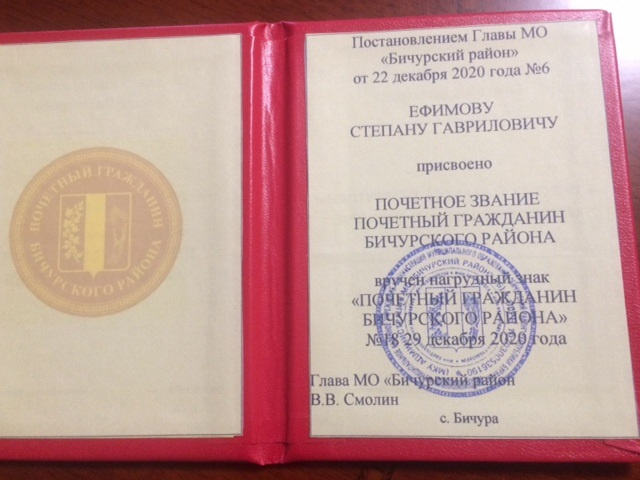 ПОЧЕТНЫЙ ГРАЖДАНИН
БИЧУРСКОГО РАЙОНА
Постановлением Главы МО
«Бичурский район»
от 22 декабря 2020 года №6
ЕФИМОВУ
СТЕПАНУ ГАВРИЛОВИЧУ
присвоено
ПОЧЕТНОЕ ЗВАНИЕ
ПОЧЕТНЫЙ ГРАЖДАНИН
БИЧУРСКОГО РАЙОНА
вручен нагрудный знак
«ПОЧЕТНЫЙ ГРАЖДАНИН
БИЧУРСКОГО РАЙОНА»
№18 29 декабря 2020 года
Глава МО «Бичурский район
В.В. Смолин
с. Бичура